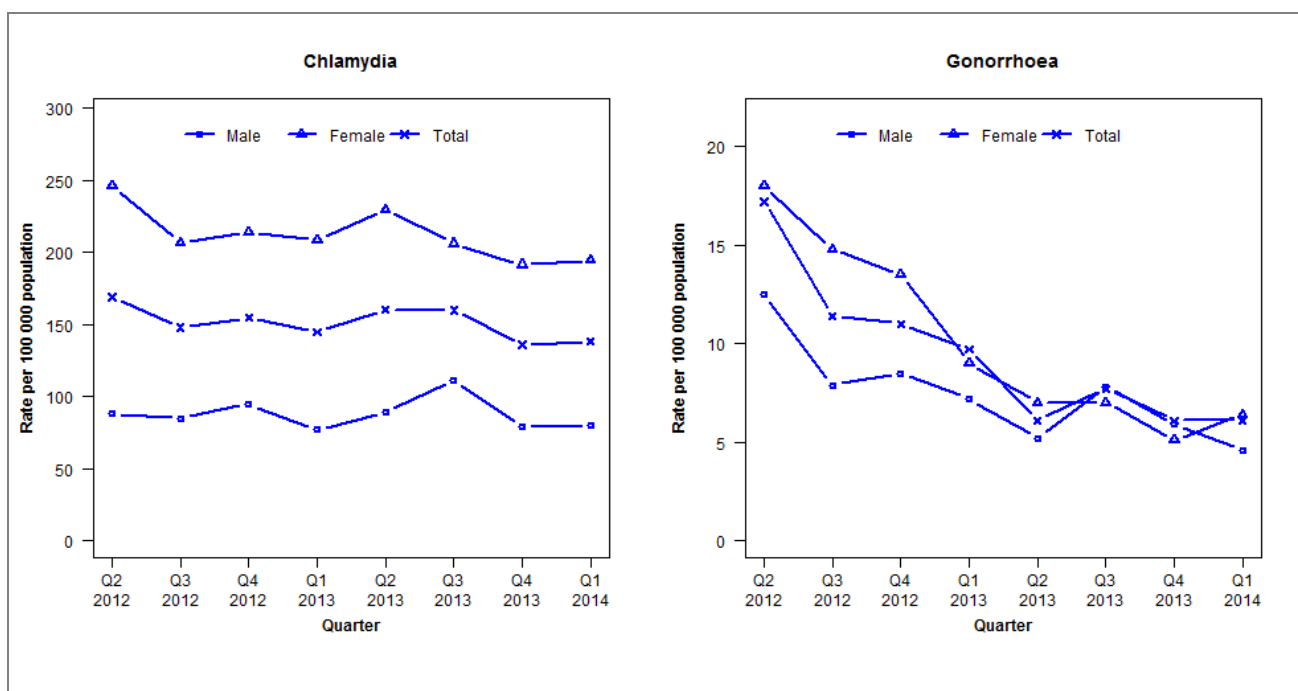 Chlamydia
Rate per 100 000 population
300
250
200
150
100
50
0
Male Female Total
Q2 Q3 Q4 Q1 Q2 Q3 Q4 Q1
2012 2012 2012 2013 2013 2013 2013 2014
Quarter
Gonorrhoea
Rate per 100 000 population
20
15
10
5
0
Male Female Total
Q2 Q3 Q4 Q1 Q2 Q3 Q4 Q1
2012 2012 2012 2013 2013 2013 2013 2014
Quarter